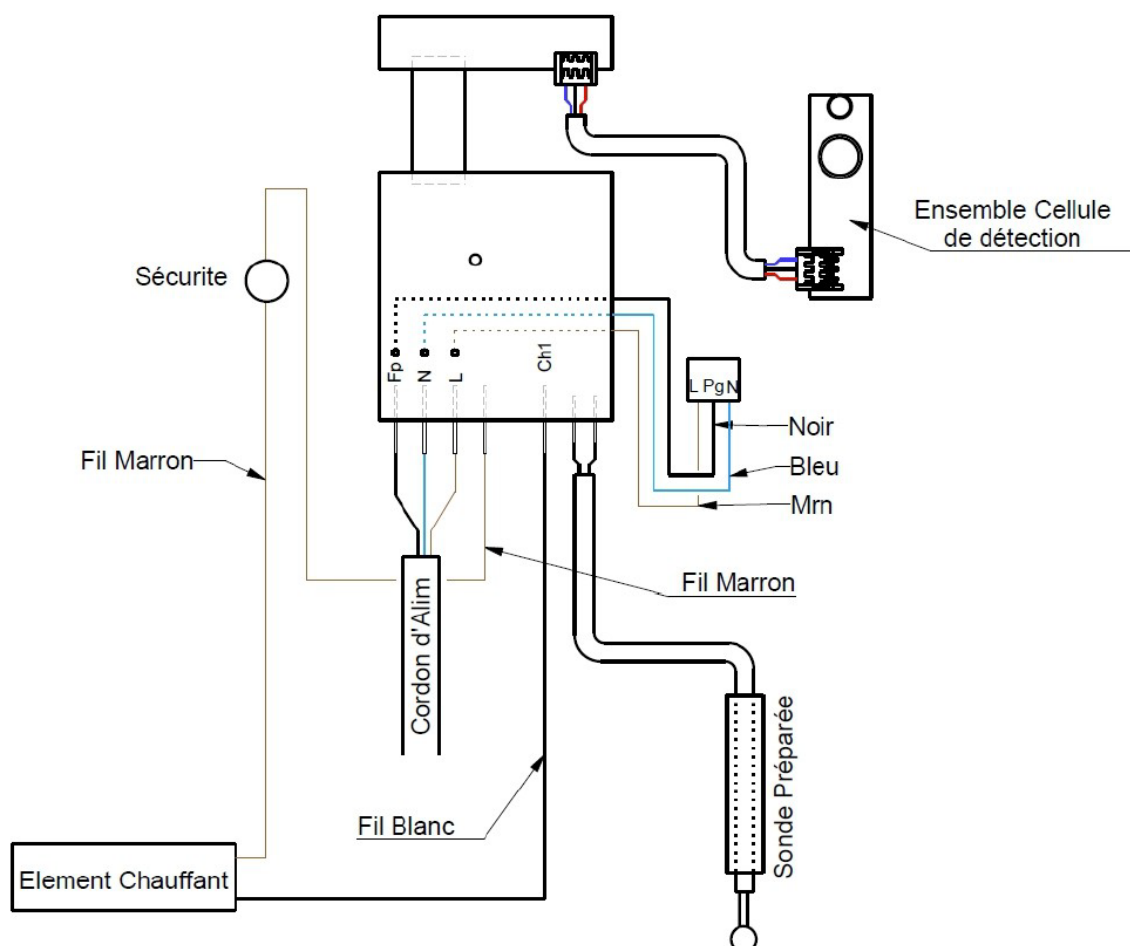 Ensemble Cellule
de détection
Sécurite
Fp
N
L
Ch1
L Pg N
Noir
Bleu
Mrn
Fil Marron
Fil Marron
Cordon d'Alim
Sonde Préparée
Fil Blanc
Element Chauffant